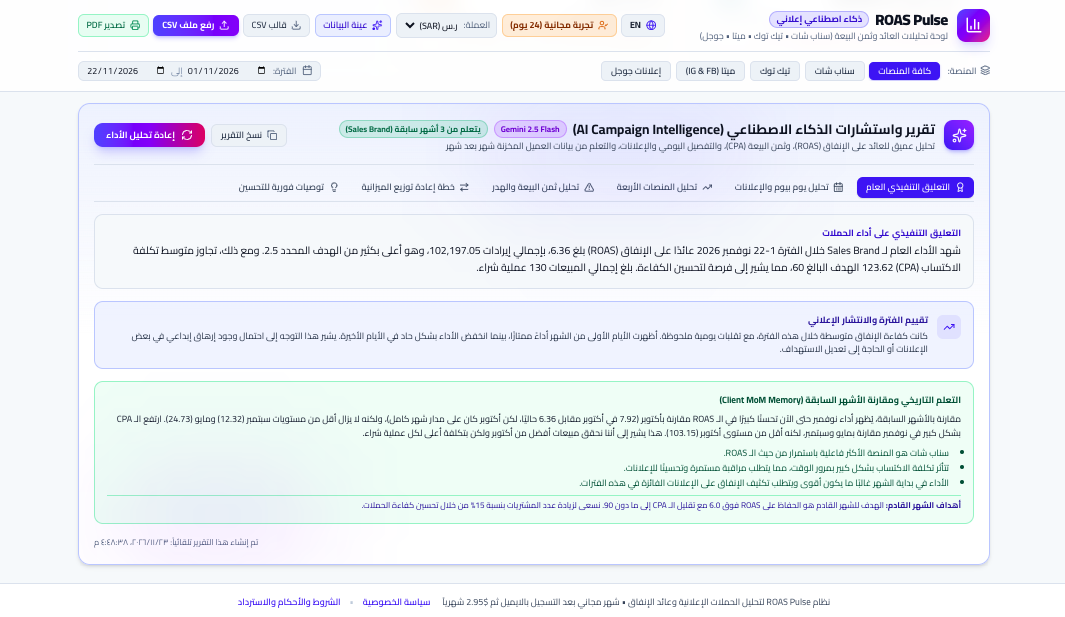 ROAS Pulse ذكاء اصطناعي إعلاني
لوحة تحليلات العائد وثمن البيعة (سناب شات • تيك توك • ميتا • جوجل)
EN
تجربة مجانية (24 يوم)
العملة: ر.س (SAR)
عينة البيانات
قالب CSV
رفع ملف CSV
تصدير PDF
المنصة: كافة المنصات سناب شات تيك توك ميتا (IG & FB) إعلانات جوجل
الفترة: 01/11/2026 إلى 22/11/2026
تقرير واستشارات الذكاء الاصطناعي (AI Campaign Intelligence) Gemini 2.5 Flash يتعلم من 3 أشهر سابقة (Sales Brand)
تحليل عميق للعائد على الإنفاق (ROAS)، وثمن البيعة (CPA)، والتفصيل اليومي والإعلانات، والتعلم من بيانات العميل المخزنة شهر بعد شهر
نسخ التقرير
إعادة تحليل الأداء
التعليق التنفيذي العام
تحليل يوم بيوم والإعلانات
تحليل المنصات الأربعة
تحليل ثمن البيعة والهدر
خطة إعادة توزيع الميزانية
توصيات فورية للتحسين
التعليق التنفيذي على أداء الحملات
شهد الأداء العام لـ Sales Brand خلال الفترة 1-22 نوفمبر 2026 عائدًا على الإنفاق (ROAS) بلغ 6.36، بإجمالي إيرادات 102,197.05، وهو أعلى بكثير من الهدف المحدد 2.5. ومع ذلك، تجاوز متوسط تكلفة
الاكتساب (CPA) 123.62 الهدف البالغ 60، مما يشير إلى فرصة لتحسين الكفاءة. بلغ إجمالي المبيعات 130 عملية شراء.
تقييم الفترة والانتشار الإعلاني
كانت كفاءة الإنفاق متوسطة خلال هذه الفترة، مع تقلبات يومية ملحوظة. أظهرت الأيام الأولى من الشهر أداءً ممتازًا، بينما انخفض الأداء بشكل حاد في الأيام الأخيرة. يشير هذا التوجه إلى احتمال وجود إرهاق إبداعي في بعض
الإعلانات أو الحاجة إلى تعديل الاستهداف.
التعلم التاريخي ومقارنة الأشهر السابقة (Client MoM Memory)
مقارنة بالأشهر السابقة، يُظهر أداء نوفمبر حتى الآن تحسنًا كبيرًا في الـ ROAS مقارنة بأكتوبر (7.92 في أكتوبر مقابل 6.36 حاليًا، لكن أكتوبر كان على مدار شهر كامل)، ولكنه لا يزال أقل من مستويات سبتمبر (12.32) ومايو (24.73). ارتفع الـ CPA
بشكل كبير في نوفمبر مقارنة بمايو وسبتمبر، لكنه أقل من مستوى أكتوبر (103.15). هذا يشير إلى أننا نحقق مبيعات أفضل من أكتوبر ولكن بتكلفة أعلى لكل عملية شراء.
• سناب شات هو المنصة الأكثر فاعلية باستمرار من حيث الـ ROAS.
• تتأثر تكلفة الاكتساب بشكل كبير بمرور الوقت، مما يتطلب مراقبة مستمرة وتحسينًا للإعلانات.
• الأداء في بداية الشهر غالبًا ما يكون أقوى ويتطلب تكثيف الإنفاق على الإعلانات الفائزة في هذه الفترات.
أهداف الشهر القادم: الهدف للشهر القادم هو الحفاظ على ROAS فوق 6.0 مع تقليل الـ CPA إلى ما دون 90. نسعى لزيادة عدد المشتريات بنسبة 15% من خلال تحسين كفاءة الحملات.
تم إنشاء هذا التقرير تلقائياً: ٢٣‏/١١‏/٢٠٢٦، ٤:٤٨:٣٨ م
نظام ROAS Pulse لتحليل الحملات الإعلانية وعائد الإنفاق • شهر مجاني بعد التسجيل بالايميل ثم 2.95$ شهرياً
سياسة الخصوصية • الشروط والأحكام والاسترداد